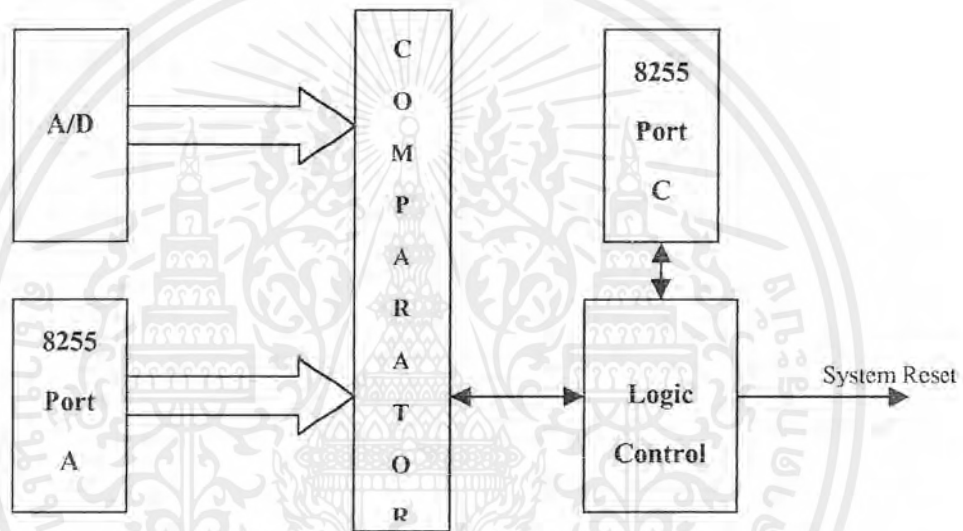 A/D
8255
Port
A
C
O
M
P
A
R
A
T
O
R
8255
Port
C
Logic
Control
System Reset